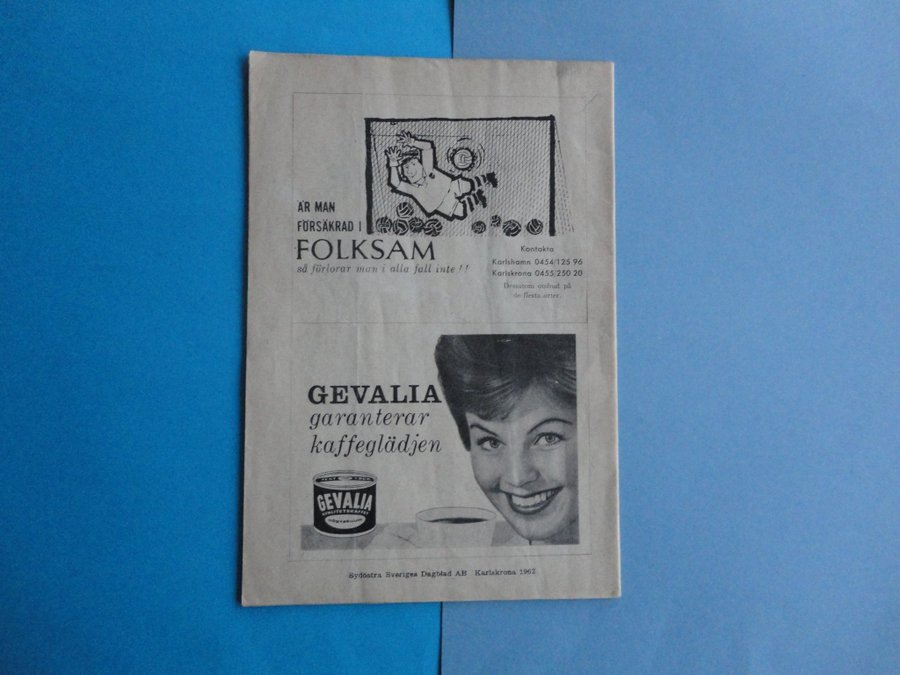 ÄR MAN
FÖRSÄKRAD I
FOLKSAM
så förlorar man i alla fall inte!!
Kontakta
Karlshamn 0454/125 96
Karlskrona 0455/250 20
Dessutom ombud på
de flesta orter.
GEVALIA
garanterar
kaffeglädjen
GEVALIA
KVALITETSKAFFE
Sydöstra Sveriges Dagblad AB Karlskrona 1962